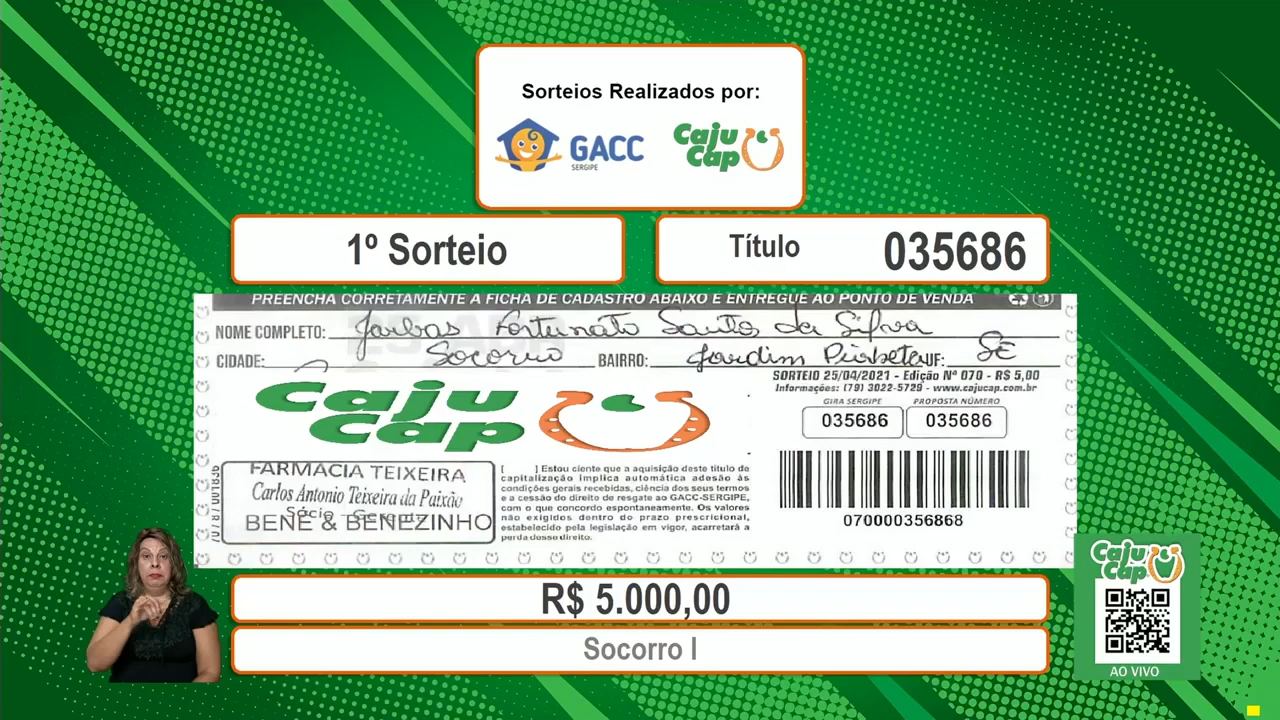 Sorteios Realizados por:
GACC
SERGIPE
Caju
Cap
1º Sorteio
Título 035686
PREENCHA CORRETAMENTE A FICHA DE CADASTRO ABAIXO E ENTREGUE AO PONTO DE VENDA
NOME COMPLETO: Jarbas Fortunato Santos da Silva
CIDADE: Socorro BAIRRO: Jardim Piabeta UF: SE
SORTEIO 25/04/2021 - Edição Nº 070 - R$ 5,00
Informações: (79) 3022-5729 - www.cajucap.com.br
GIRA SERGIPE PROPOSTA NÚMERO
035686 035686
Caju
Cap
FARMACIA TEIXEIRA
Carlos Antonio Teixeira da Paixão
Sócio Gerente
BENE & BENEZINHO
[ ] Estou ciente que a aquisição deste título de
capitalização implica automática adesão às
condições gerais recebidas, ciência dos seus termos
e a cessão do direito de resgate ao GACC-SERGIPE,
com o que concordo espontaneamente. Os valores
não exigidos dentro do prazo prescricional,
estabelecido pela legislação em vigor, acarretará a
perda desse direito.
070000356868
R$ 5.000,00
Socorro I
Caju
Cap
AO VIVO